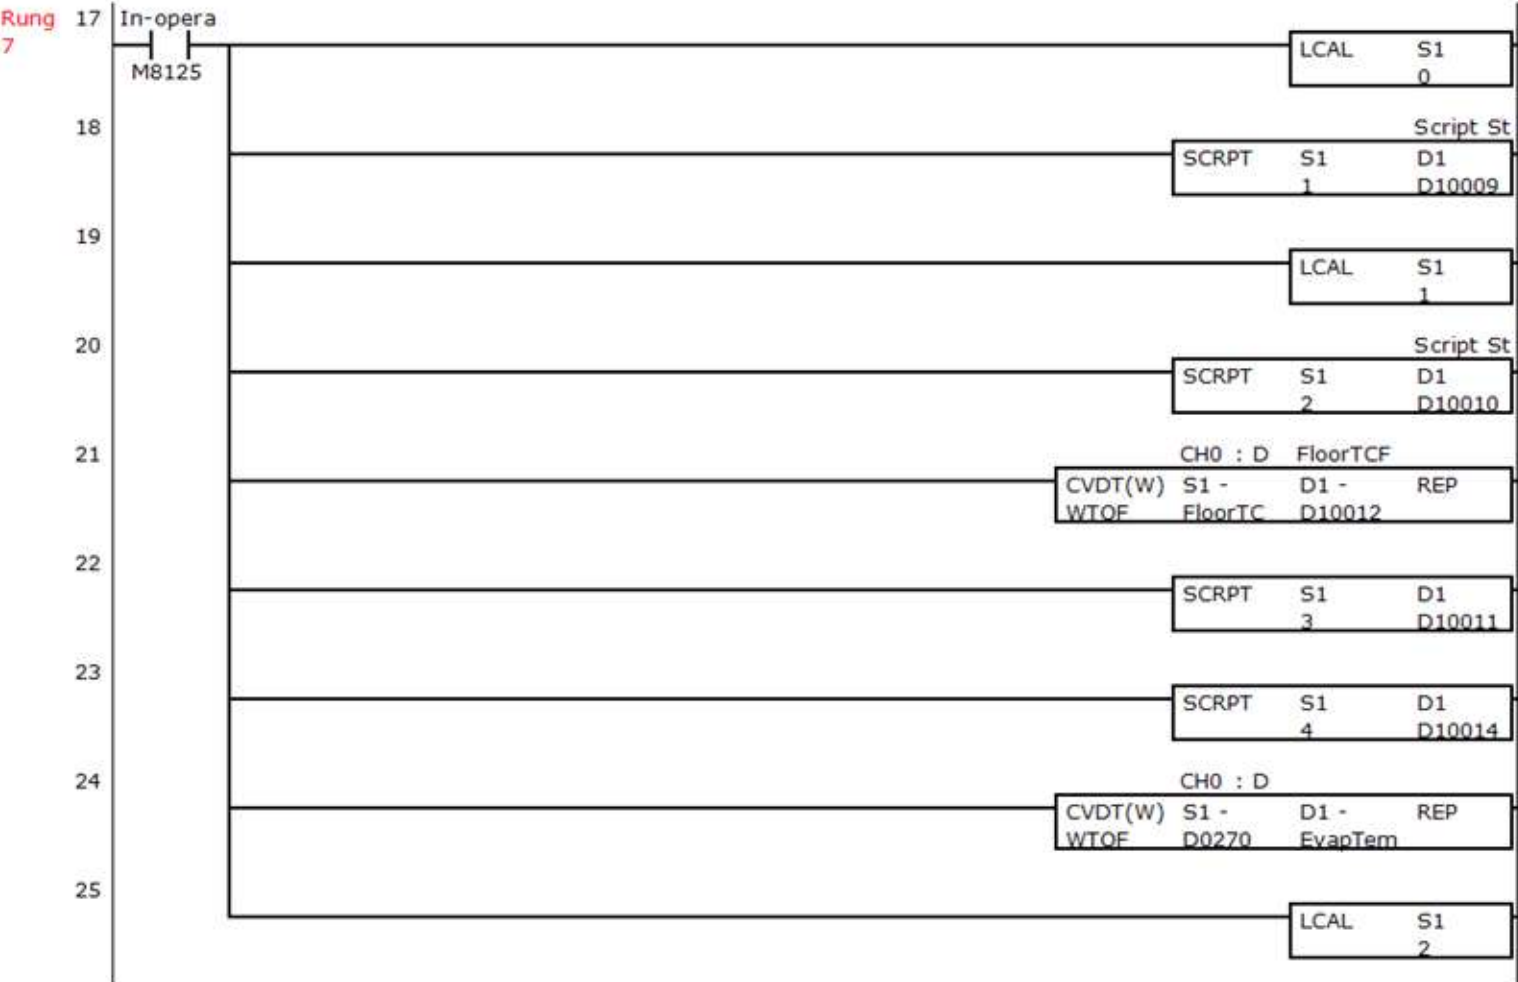 Rung 17 In-opera
7
M8125
LCAL S1
0
18 Script St
SCRPT S1 D1
1 D10009
19
LCAL S1
1
20 Script St
SCRPT S1 D1
2 D10010
21 CH0 : D FloorTCF
CVDT(W) S1 - D1 - REP
WTOF FloorTC D10012
22
SCRPT S1 D1
3 D10011
23
SCRPT S1 D1
4 D10014
24 CH0 : D
CVDT(W) S1 - D1 - REP
WTOF D0270 EvapTem
25
LCAL S1
2